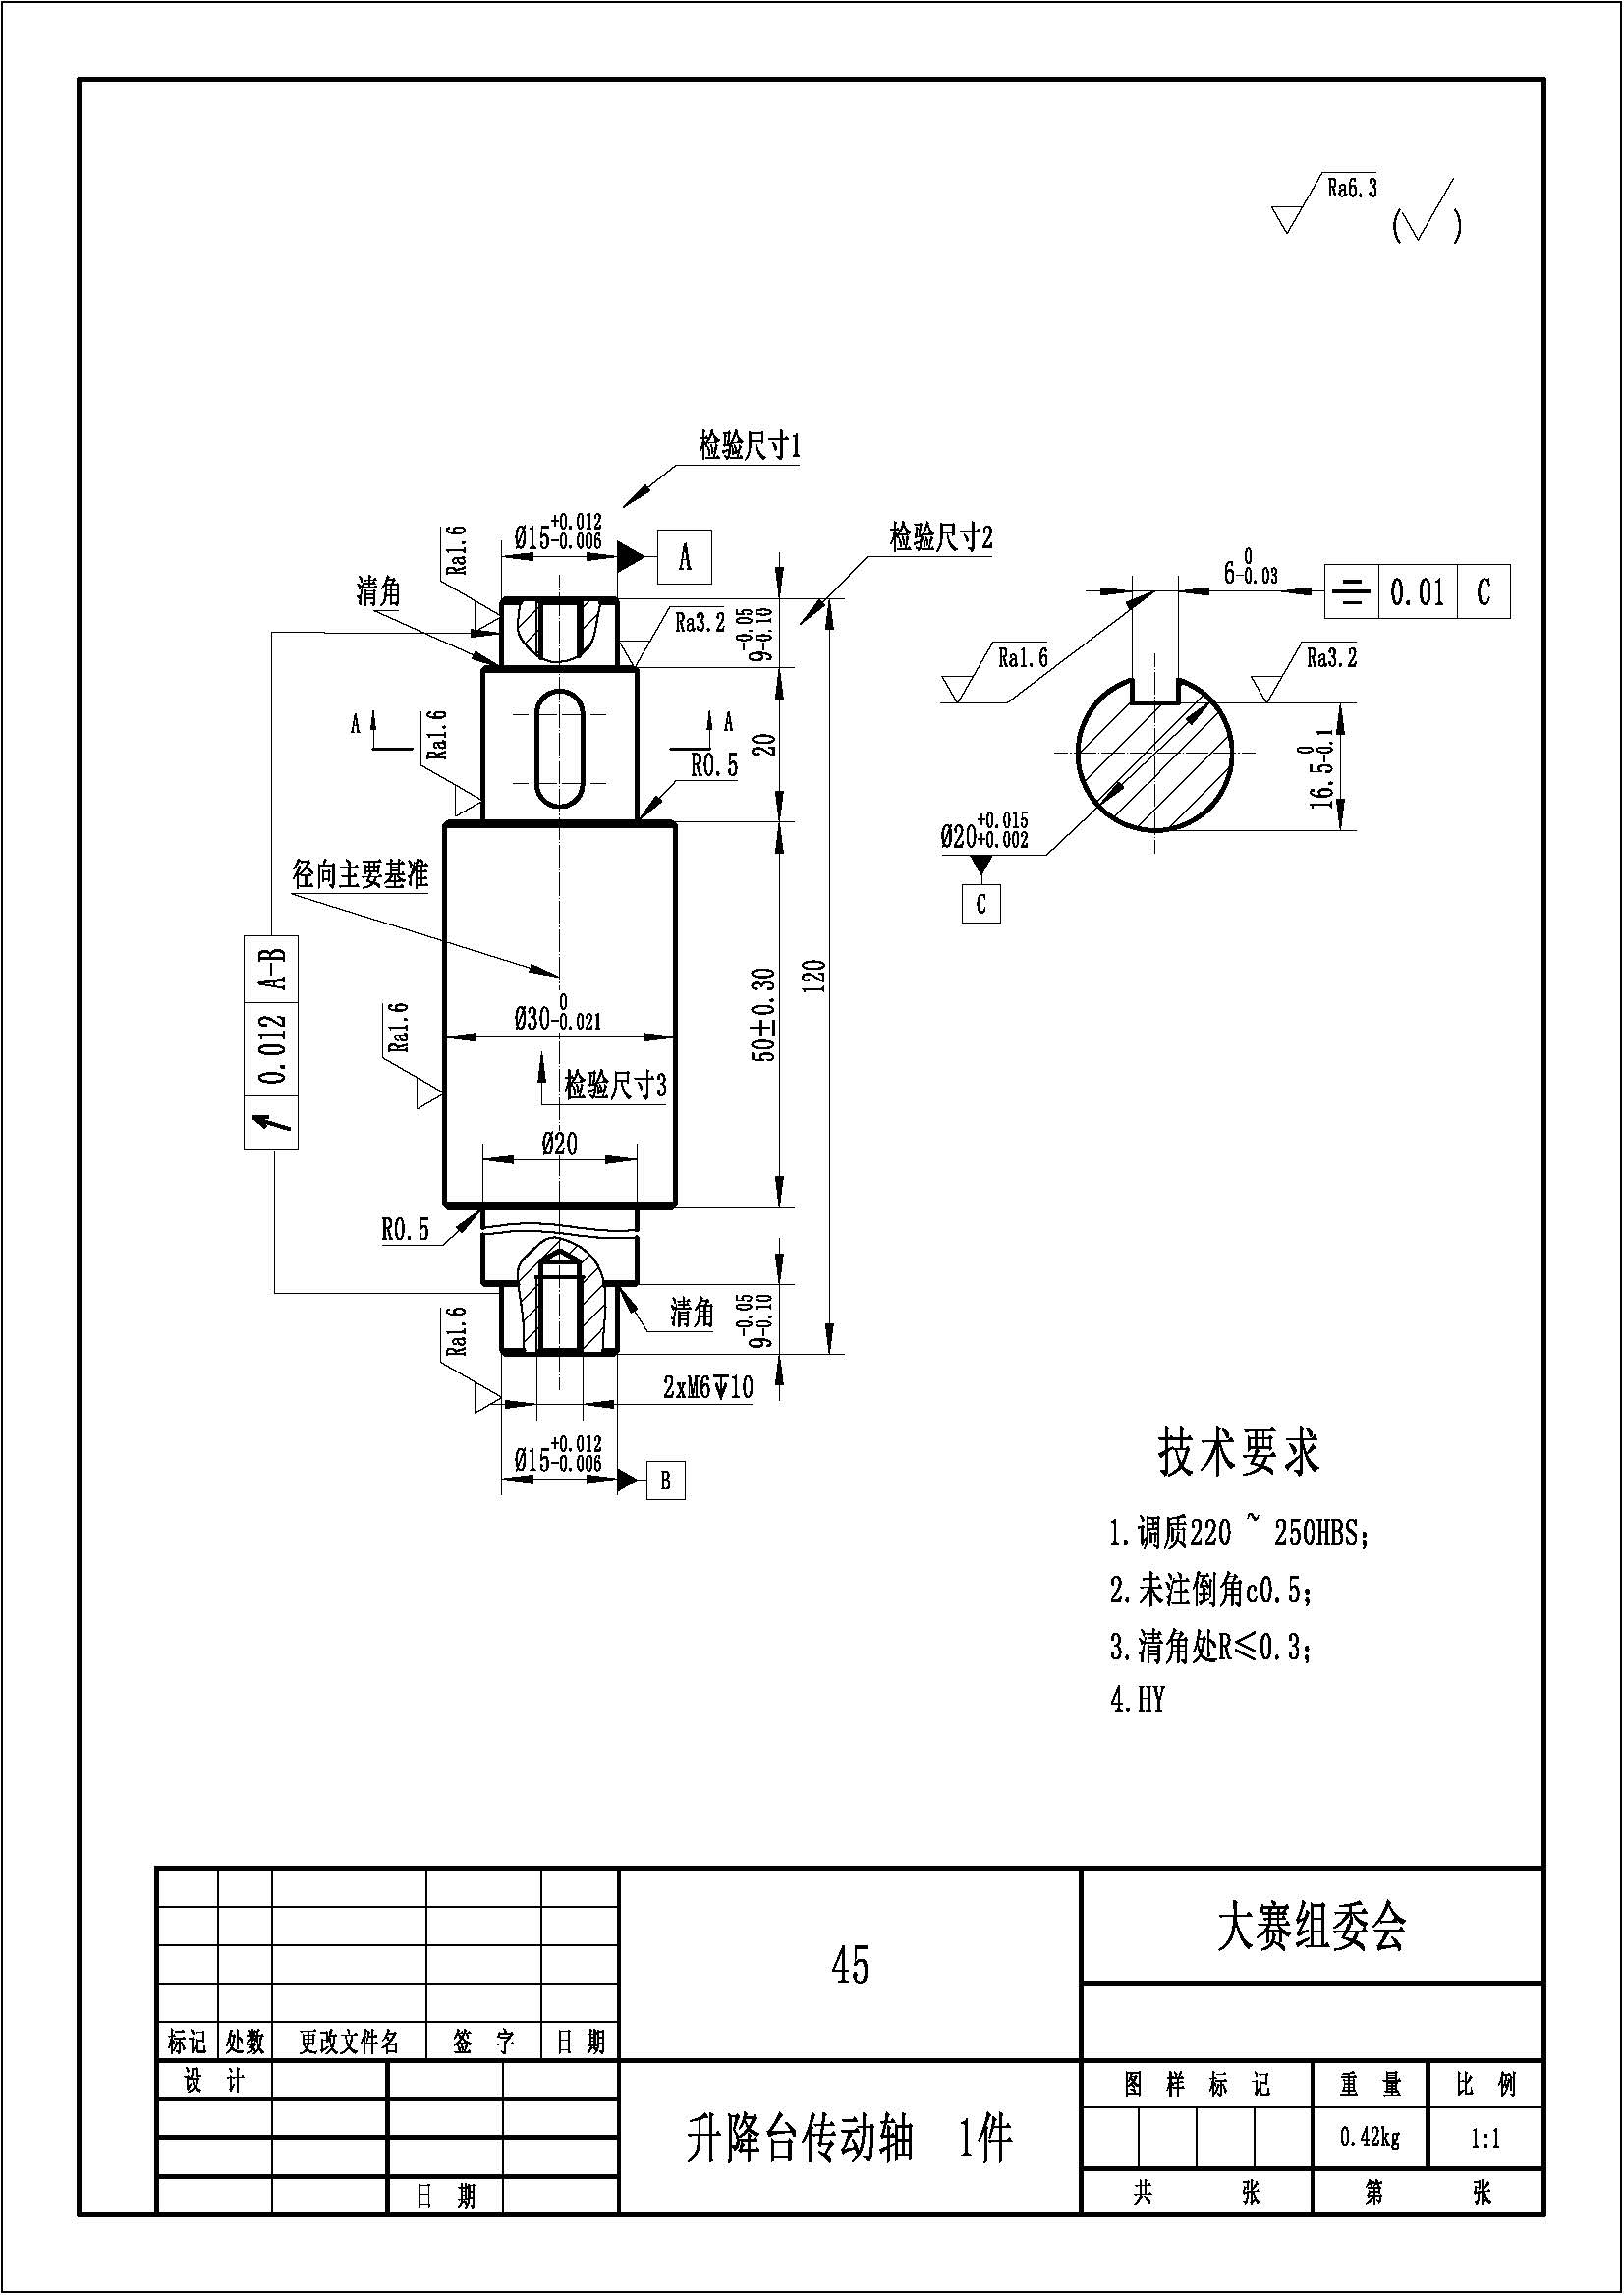 Ra6.3
( )
检验尺寸1
Ø15+0.012-0.006
A
检验尺寸2
Ra1.6
清角
Ra3.2
9-0.05-0.10
6 0-0.03
0.01 C
Ra1.6
Ra3.2
A
A
Ra1.6
R0.5
20
16.5 0-0.1
Ø20+0.015+0.002
C
径向主要基准
0.012 A-B
Ra1.6
Ø30 0-0.021
50±0.30
120
检验尺寸3
Ø20
R0.5
清角
9-0.05-0.10
Ra1.6
2xM6↧10
Ø15+0.012-0.006
B
技术要求
1.调质220 ~ 250HBS;
2.未注倒角c0.5;
3.清角处R≤0.3;
4.HY
45
大赛组委会
标记 处数 更改文件名 签 字 日 期
设 计
升降台传动轴 1件
图 样 标 记 重 量 比 例
0.42kg 1:1
日 期
共 张 第 张